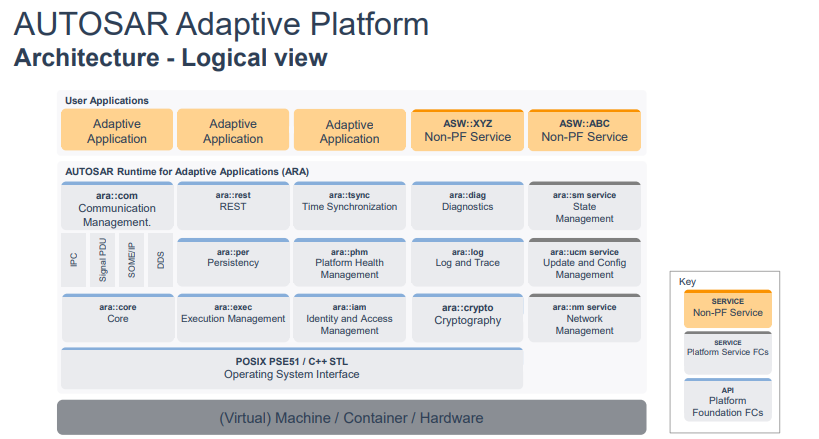 AUTOSAR Adaptive Platform
Architecture - Logical view
User Applications
Adaptive
Application
Adaptive
Application
Adaptive
Application
ASW::XYZ
Non-PF Service
ASW::ABC
Non-PF Service
AUTOSAR Runtime for Adaptive Applications (ARA)
ara::com
Communication
Management.
ara::rest
REST
ara::tsync
Time Synchronization
ara::diag
Diagnostics
ara::sm service
State
Management
IPC
Signal PDU
SOME/IP
DDS
ara::per
Persistency
ara::phm
Platform Health
Management
ara::log
Log and Trace
ara::ucm service
Update and Config
Management
ara::core
Core
ara::exec
Execution Management
ara::iam
Identity and Access
Management
ara::crypto
Cryptography
ara::nm service
Network
Management
POSIX PSE51 / C++ STL
Operating System Interface
(Virtual) Machine / Container / Hardware
Key
SERVICE
Non-PF Service
SERVICE
Platform Service FCs
API
Platform
Foundation FCs